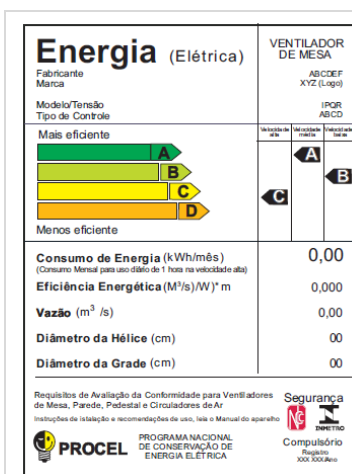 Energia (Elétrica)
VENTILADOR
DE MESA
Fabricante
Marca
ABCDEF
XYZ (Logo)
Modelo/Tensão
Tipo de Controle
IPQR
ABCD
Mais eficiente
Velocidade alta
Velocidade média
Velocidade baixa
A
A
B
B
C
C
D
Menos eficiente
Consumo de Energia (kWh/mês) 0,00
(Consumo Mensal para uso diário de 1 hora na velocidade alta)
Eficiência Energética (M³/s)/W)* m 0,000
Vazão (m³ /s) 0,00
Diâmetro da Hélice (cm) 00
Diâmetro da Grade (cm) 00
Requisitos de Avaliação da Conformidade para Ventiladores
de Mesa, Parede, Pedestal e Circuladores de Ar
Instruções de istalação e recomendações de uso, leia o Manual do aparelho
Segurança
INMETRO
PROCEL
PROGRAMA NACIONAL
DE CONSERVAÇÃO DE
ENERGIA ELÉTRICA
Compulsório
Registro
XXX XXX/Ano